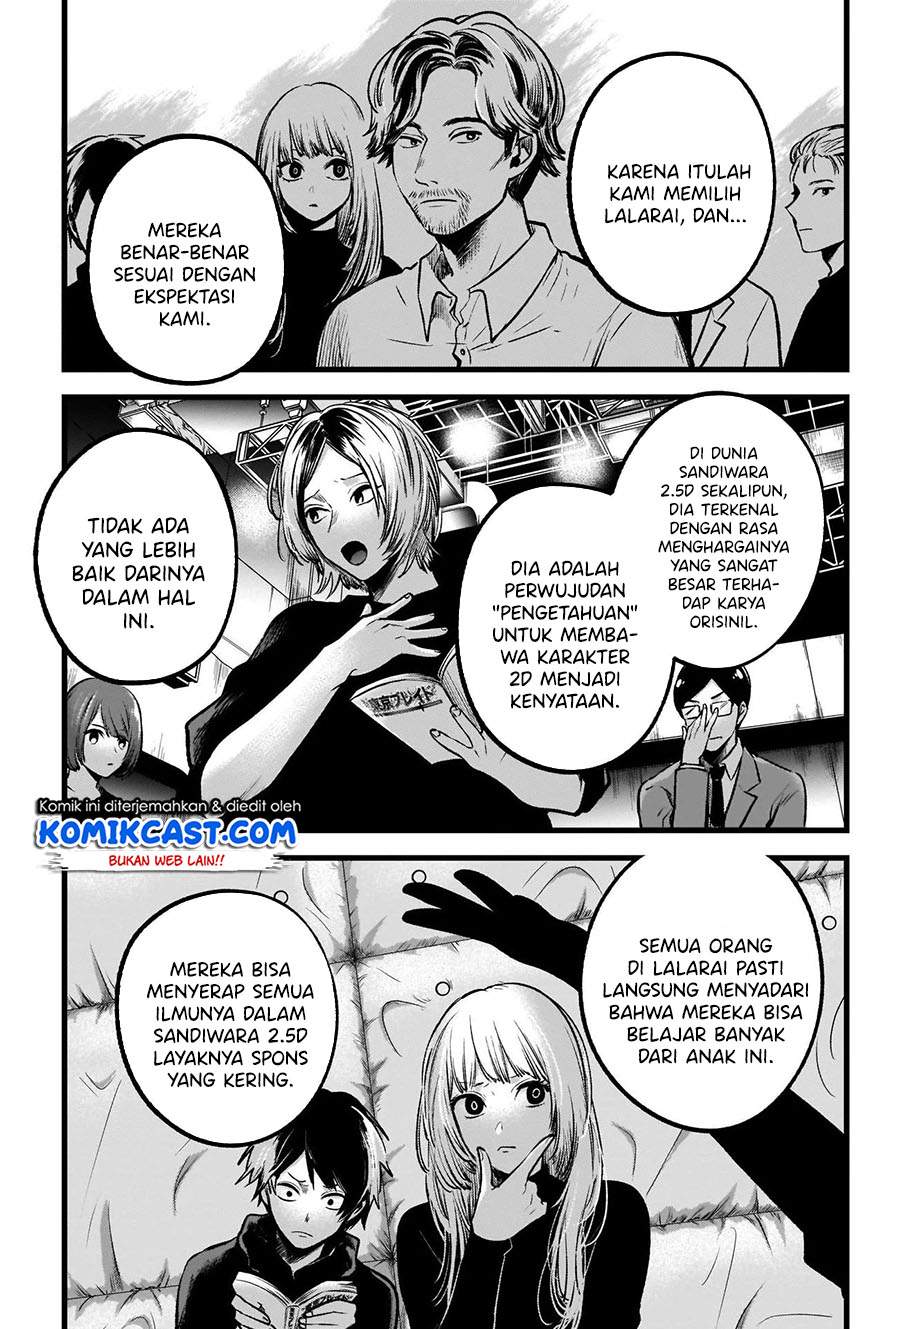 KARENA ITULAH
KAMI MEMILIH
LALARAI, DAN...
MEREKA
BENAR-BENAR
SESUAI DENGAN
EKSPEKTASI
KAMI.
DI DUNIA
SANDIWARA
2.5D SEKALIPUN,
DIA TERKENAL
DENGAN RASA
MENGHARGAINYA
YANG SANGAT
BESAR TERHA-
DAP KARYA
ORISINIL.
DIA ADALAH
PERWUJUDAN
"PENGETAHUAN"
UNTUK MEMBA-
WA KARAKTER
2D MENJADI
KENYATAAN.
TIDAK ADA
YANG LEBIH
BAIK DARINYA
DALAM HAL
INI.
東京ブレイド
Komik ini diterjemahkan & diedit oleh
KOMIKCAST.COM
BUKAN WEB LAIN!!
SEMUA ORANG
DI LALARAI PASTI
LANGSUNG MENYADARI
BAHWA MEREKA BISA
BELAJAR BANYAK
DARI ANAK INI.
MEREKA BISA
MENYERAP SEMUA
ILMUNYA DALAM
SANDIWARA 2.5D
LAYAKNYA SPONS
YANG KERING.